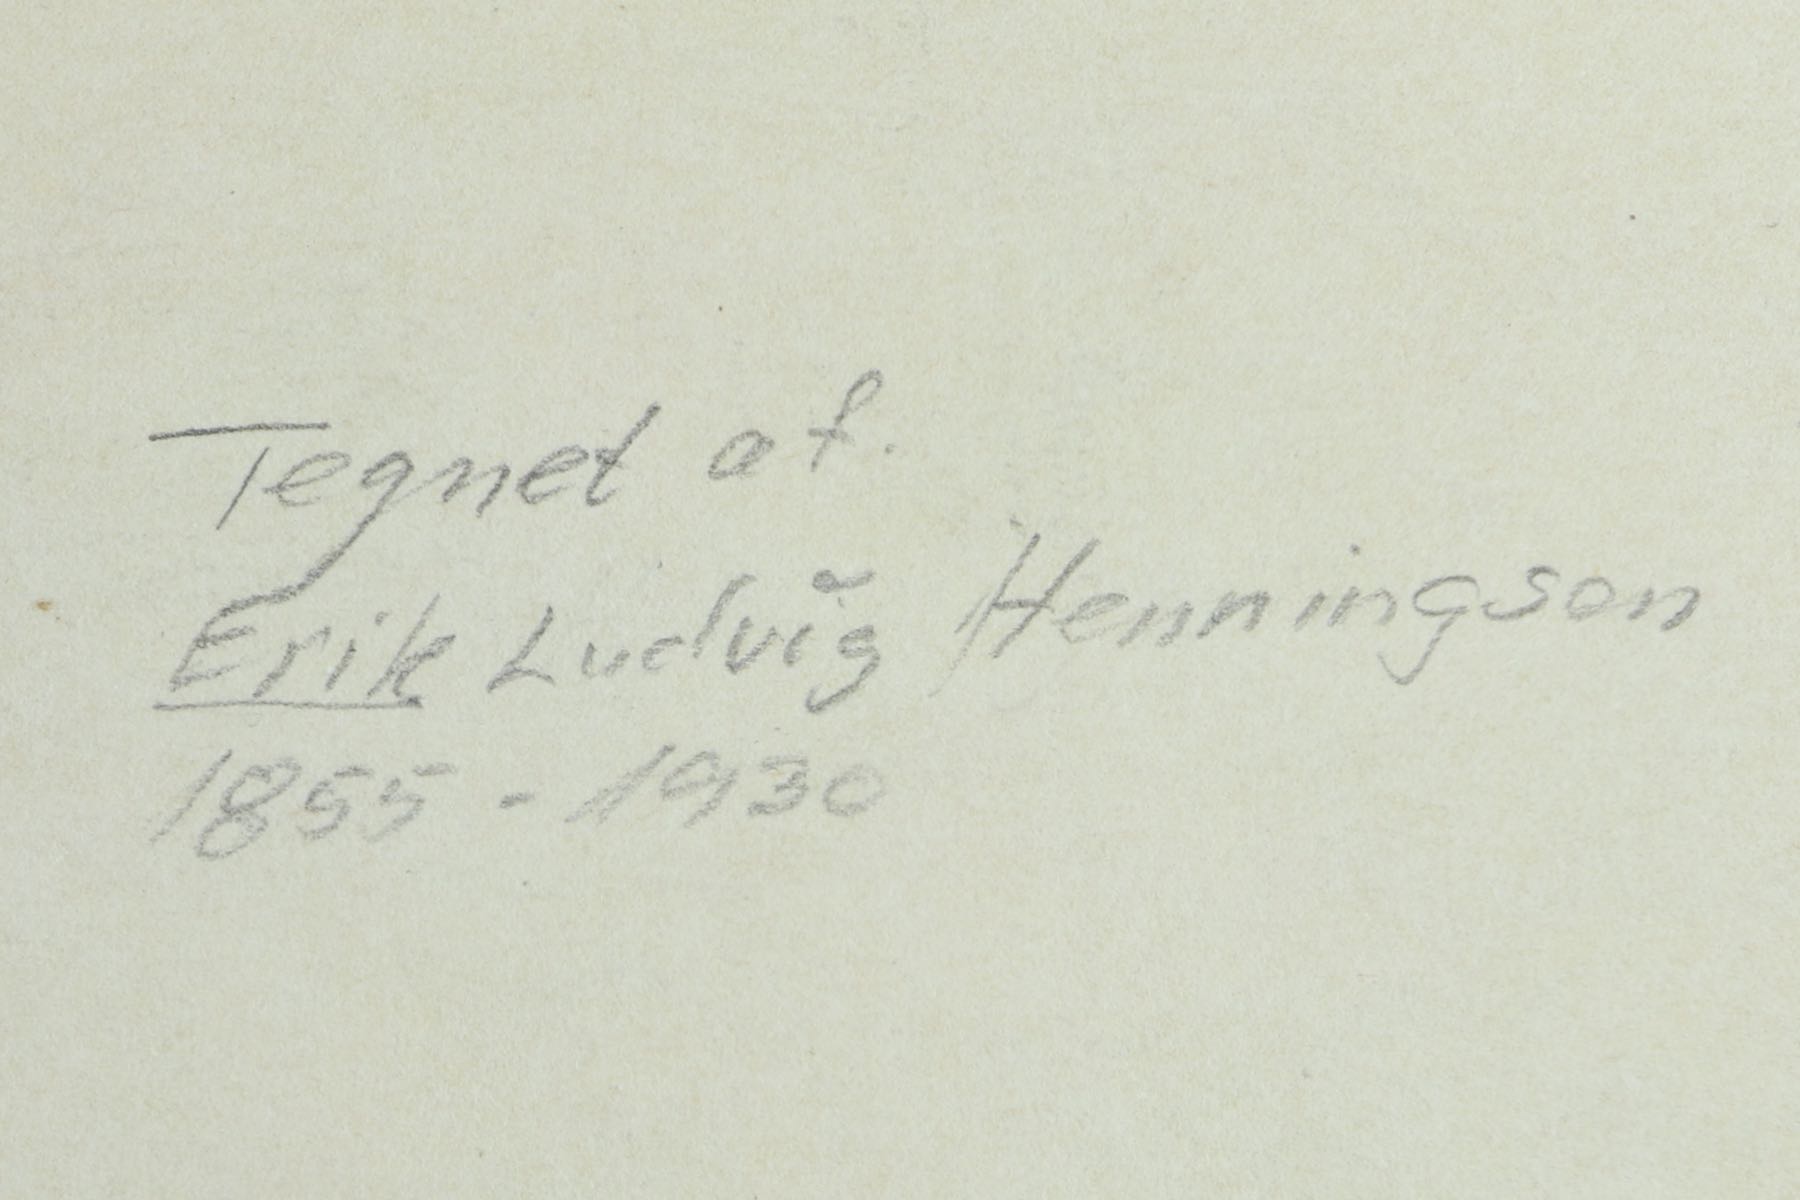 Tegnet af.
Erik Ludvig Henningson
1855 - 1930